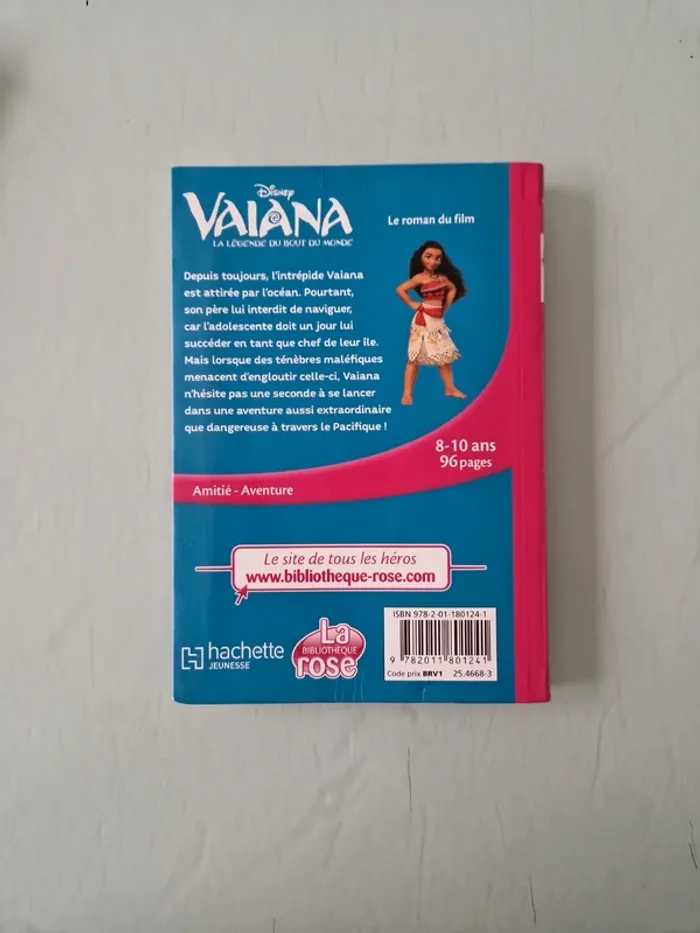 Disney
VAIANA
LA LÉGENDE DU BOUT DU MONDE
Le roman du film
Depuis toujours, l'intrépide Vaiana
est attirée par l'océan. Pourtant,
son père lui interdit de naviguer,
car l'adolescente doit un jour lui
succéder en tant que chef de leur île.
Mais lorsque des ténèbres maléfiques
menacent d'engloutir celle-ci, Vaiana
n'hésite pas une seconde à se lancer
dans une aventure aussi extraordinaire
que dangereuse à travers le Pacifique !
8-10 ans
96 pages
Amitié - Aventure
Le site de tous les héros
www.bibliotheque-rose.com
hachette
JEUNESSE
La
BIBLIOTHÈQUE
rose
ISBN 978-2-01-180124-1
9 782011 801241
Code prix BRV1 25.4668-3